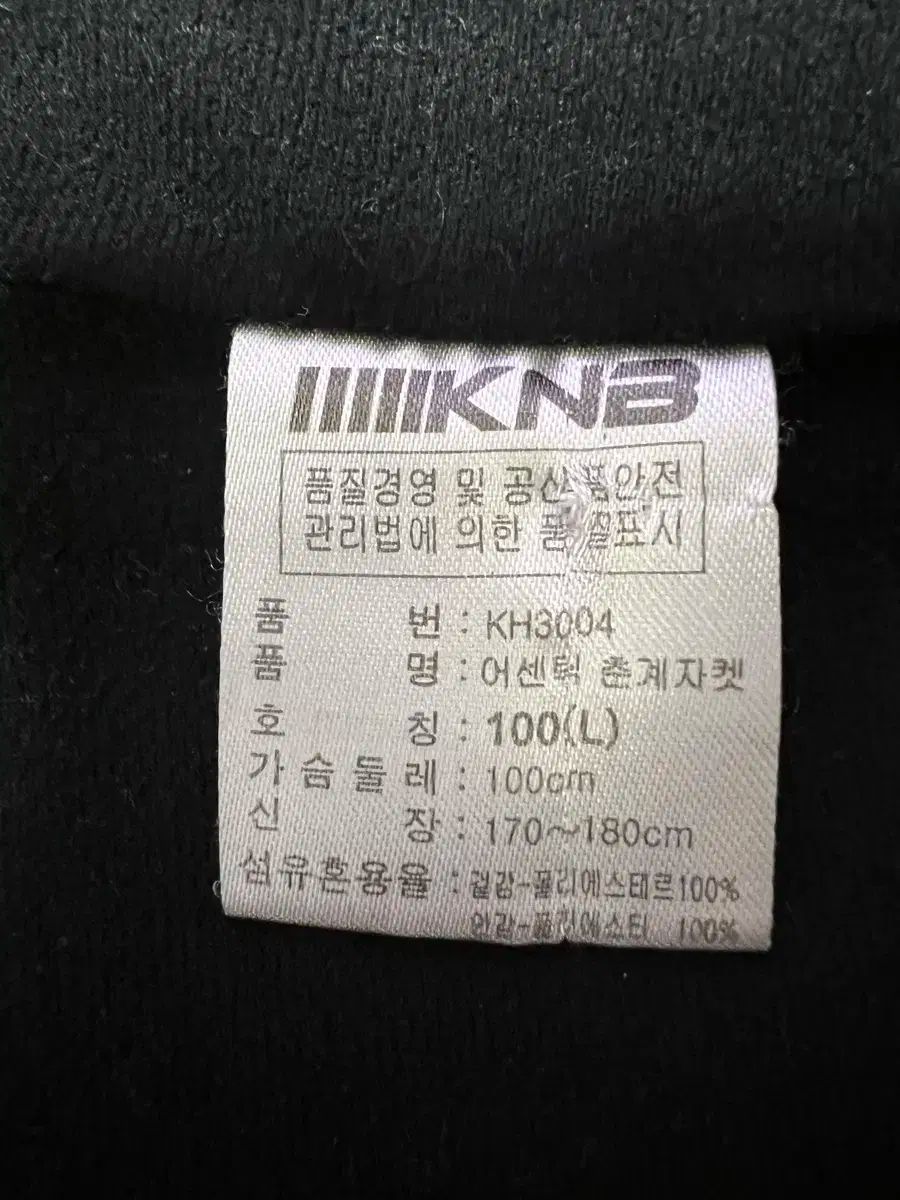 KNB
품질경영 및 공산품안전
관리법에 의한 품질표시
품 번 : KH3004
품 명 : 어센틱 춘계자켓
호 칭 : 100(L)
가슴둘레 : 100cm
신 장 : 170~180cm
섬유혼용율 : 겉감-폴리에스테르100%
안감-폴리에스터 100%